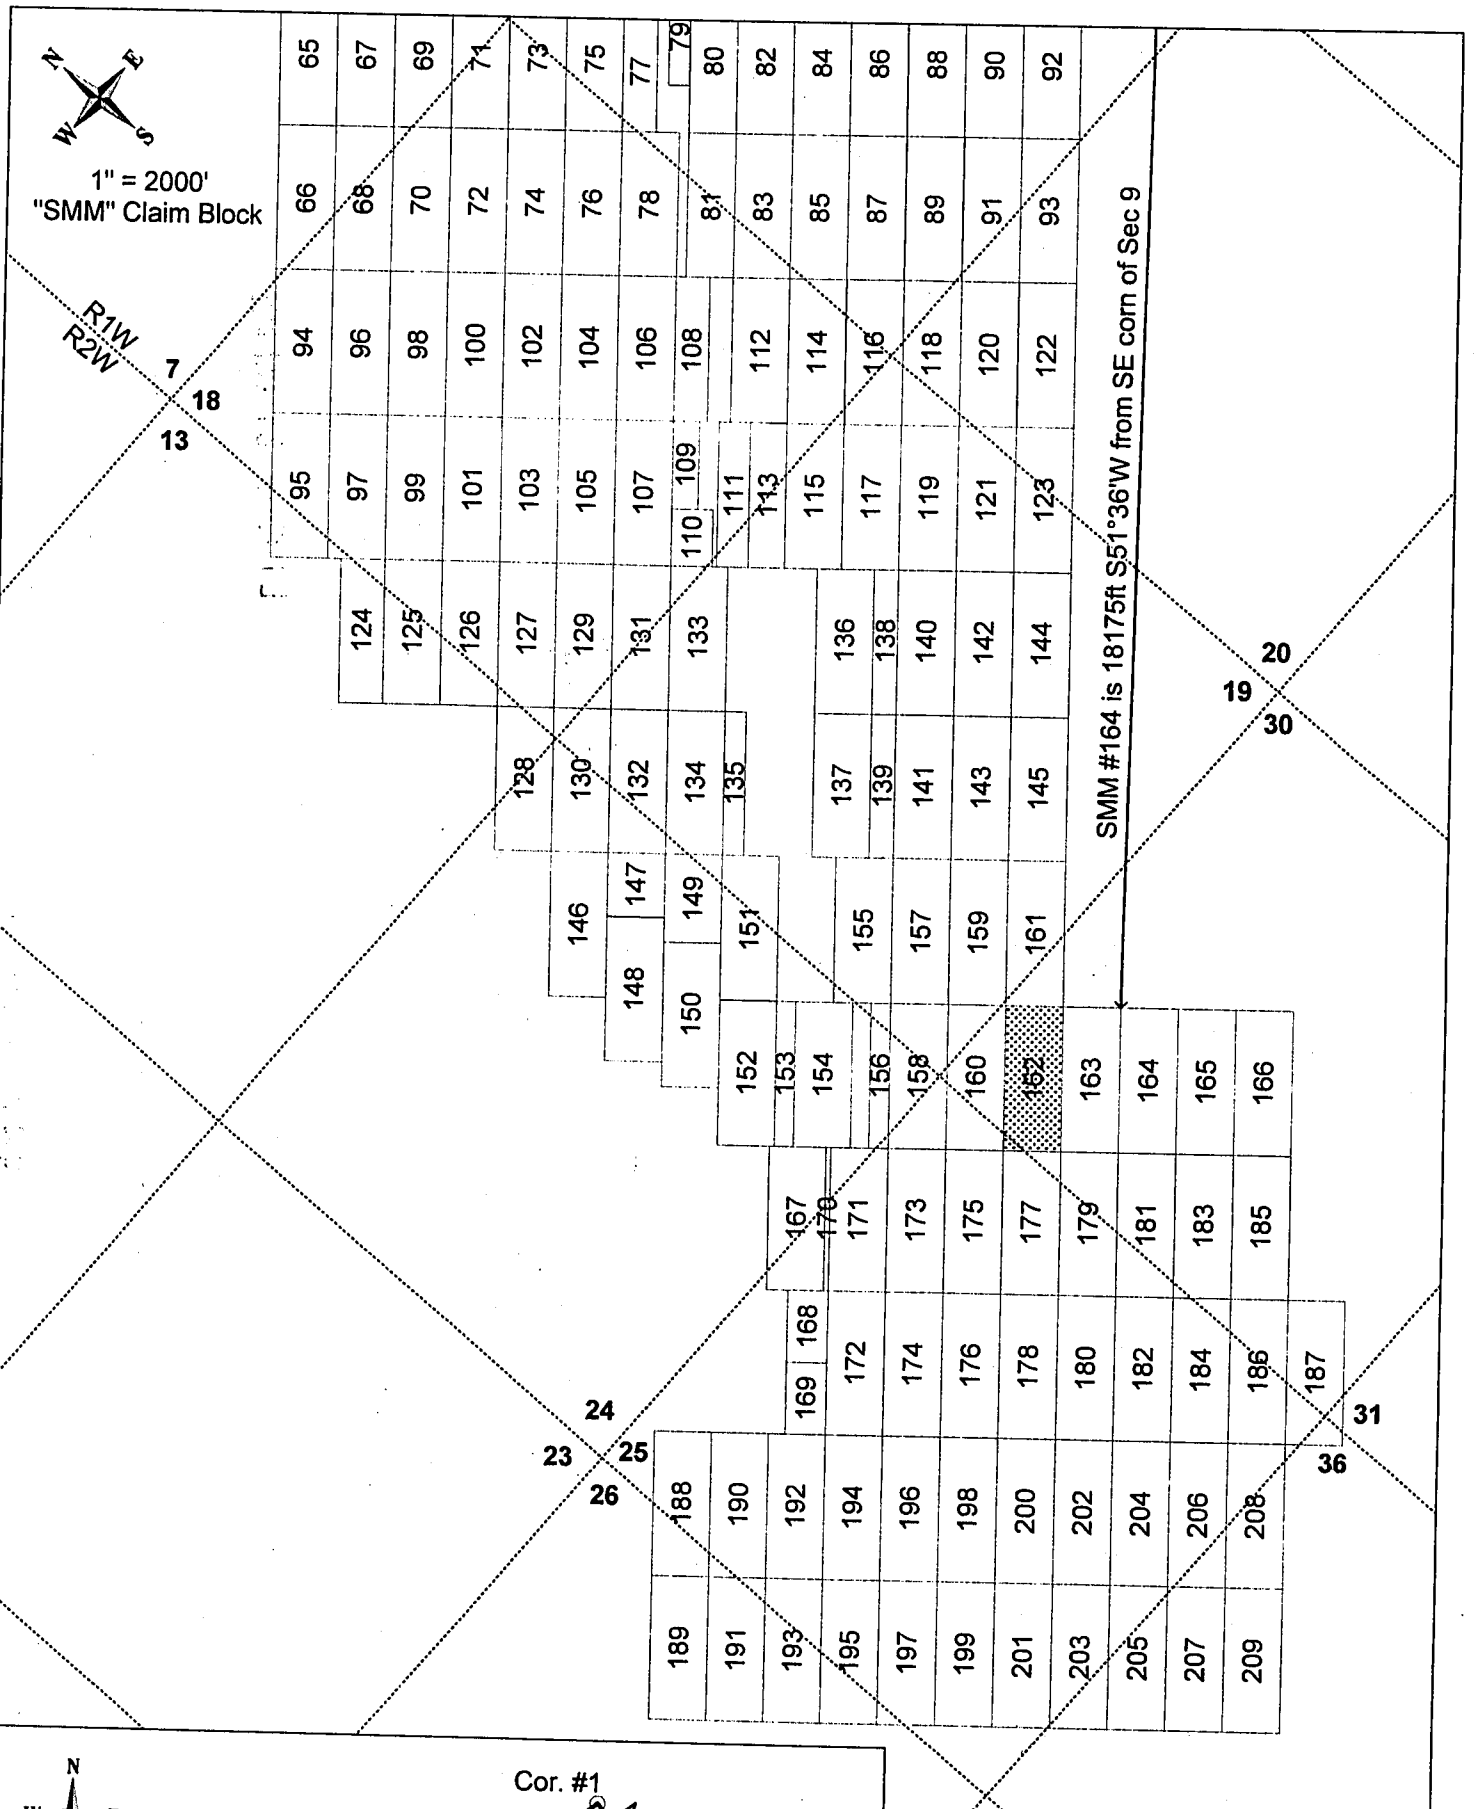 N E
W S
1" = 2000'
"SMM" Claim Block
65 67 69 71 73 75 77 79 80 82 84 86 88 90 92
66 68 70 72 74 76 78 81 83 85 87 89 91 93
R1W
R2W
7
18
13
94 96 98 100 102 104 106 108 112 114 116 118 120 122
95 97 99 101 103 105 107 109 110 111 113 115 117 119 121 123
SMM #164 is 18175ft S51°36'W from SE corn of Sec 9
124 125 126 127 129 131 133 136 138 140 142 144
20
19
30
128 130 132 134 135 137 139 141 143 145
146 147 149 151 155 157 159 161
148 150
152 153 154 156 158 160 162 163 164 165 166
167 170 171 173 175 177 179 181 183 185
168 169 172 174 176 178 180 182 184 186 187
24
23 25
26
31
36
188 190 192 194 196 198 200 202 204 206 208
189 191 193 195 197 199 201 203 205 207 209
N
Cor. #1